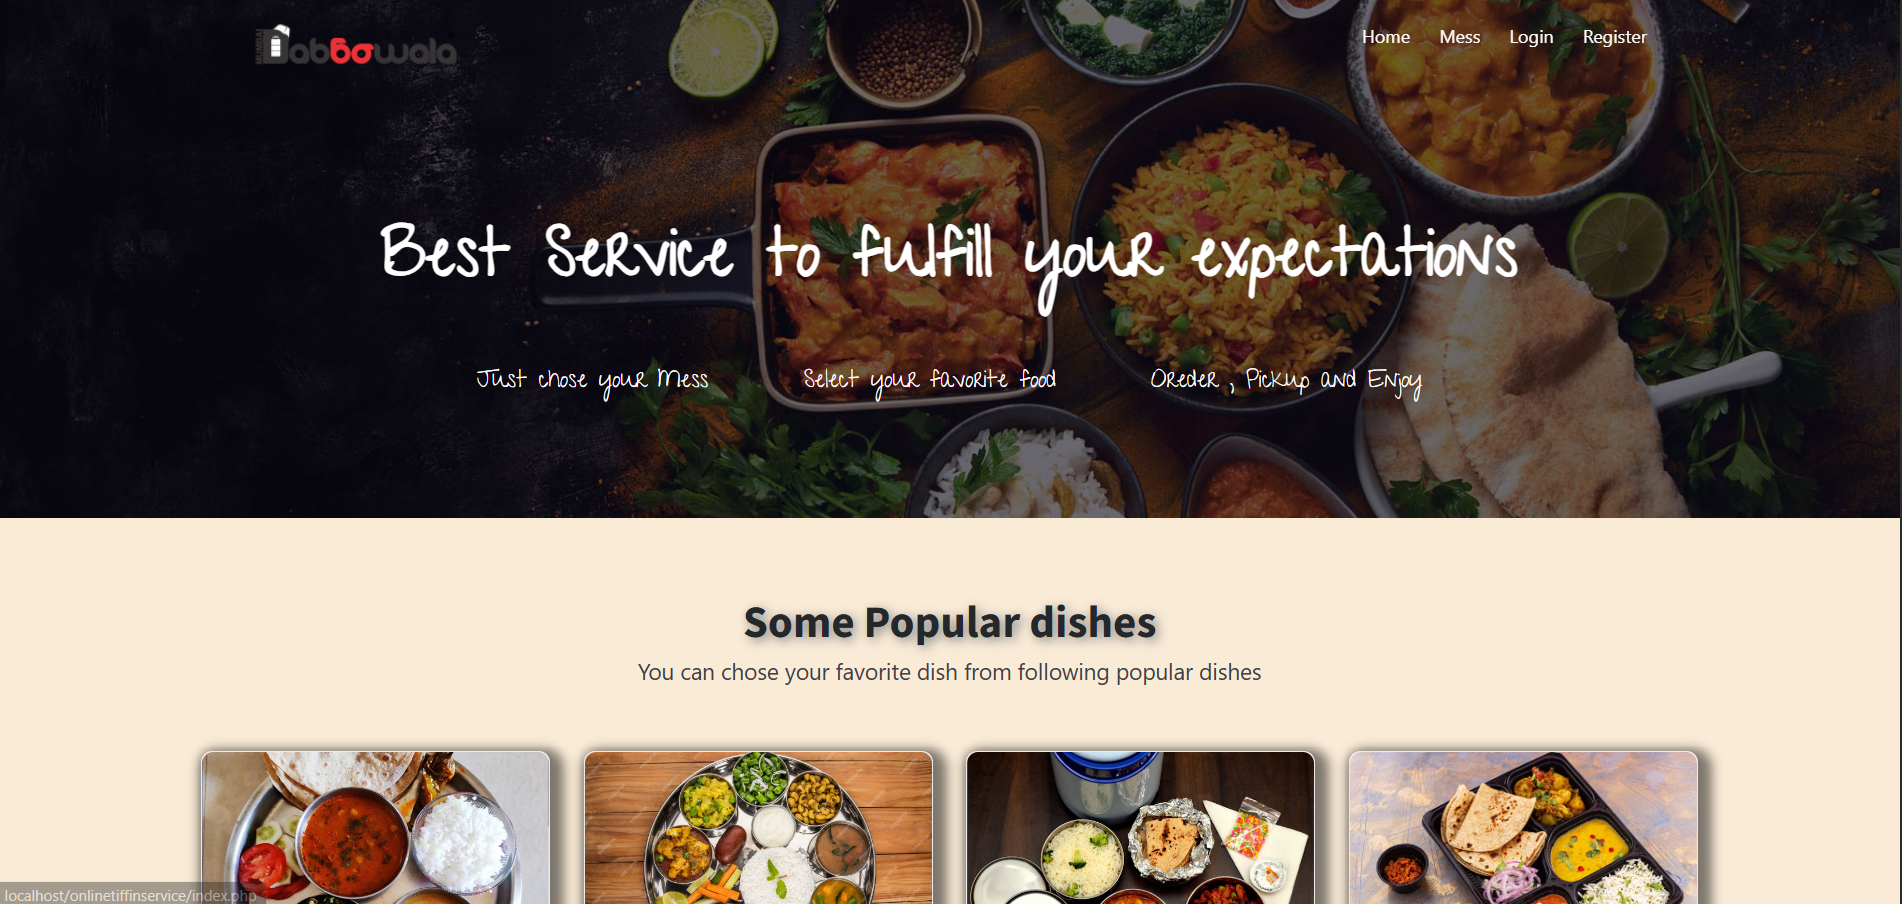 Dabbawala
Home Mess Login Register
Best Service to fulfill your expectations
Just chose your Mess Select your favorite food Oreder , Pickup and Enjoy
Some Popular dishes
You can chose your favorite dish from following popular dishes
localhost/onlinetiffinservice/index.php